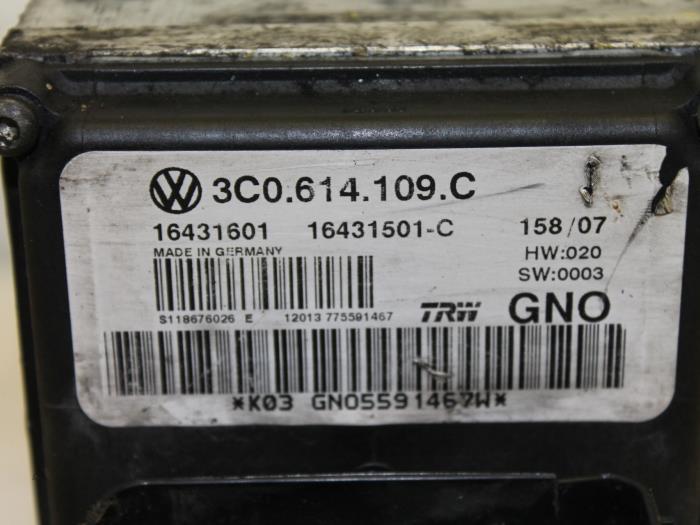 3C0.614.109.C
16431601 16431501-C 158/07
MADE IN GERMANY HW:020
SW:0003
S118676026 E 12013 775591467 TRW GNO
*K03 GNO5591467W*